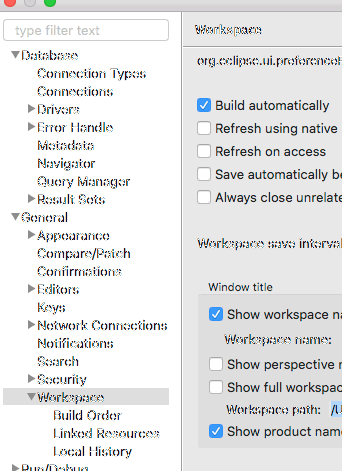 type filter text
Database
Connection Types
Connections
Drivers
Error Handle
Metadata
Navigator
Query Manager
Result Sets
General
Appearance
Compare/Patch
Confirmations
Editors
Keys
Network Connections
Notifications
Search
Security
Workspace
Build Order
Linked Resources
Local History
Run/Debug
Workspace
org.eclipse.ui.preference
Build automatically
Refresh using native
Refresh on access
Save automatically be
Always close unrelate
Workspace save interva
Window title
Show workspace na
Workspace name:
Show perspective n
Show full workspac
Workspace path: /U
Show product name